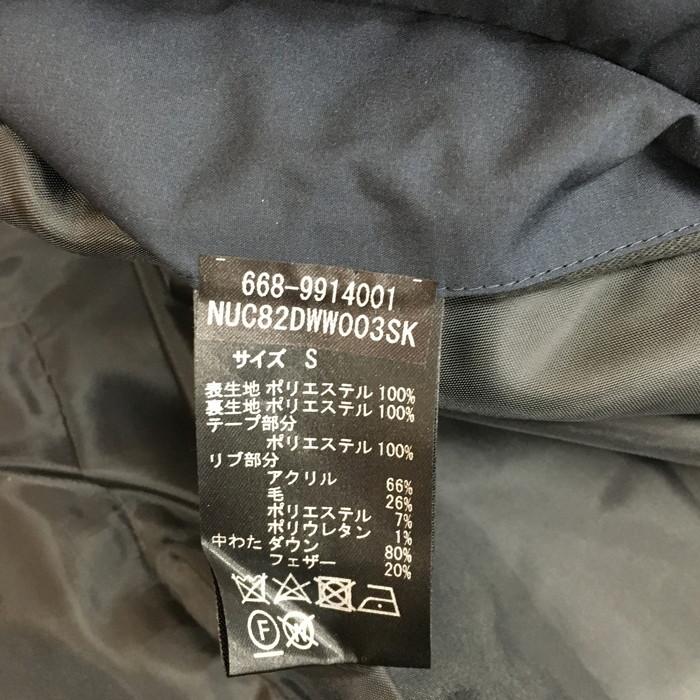 668-9914001
NUC82DWW003SK
サイズ S
表生地 ポリエステル 100%
裏生地 ポリエステル 100%
テープ部分
ポリエステル 100%
リブ部分
アクリル 66%
毛 26%
ポリエステル 7%
ポリウレタン 1%
中わた ダウン 80%
フェザー 20%
F W